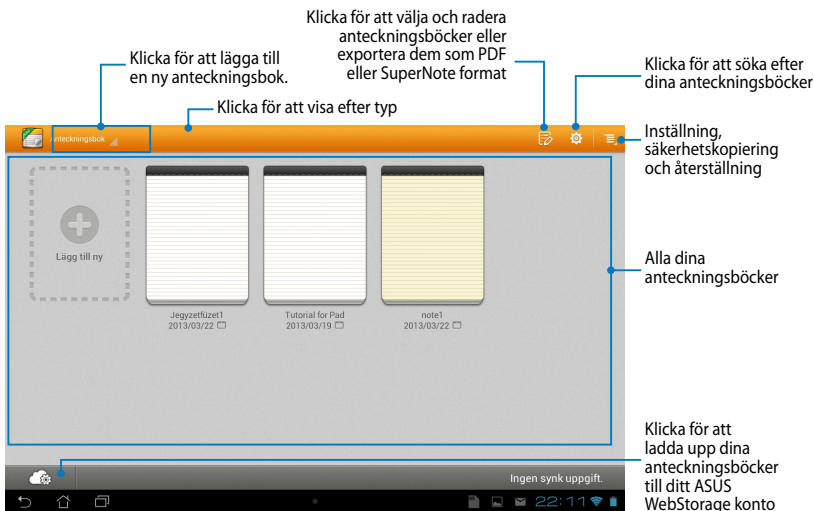 Klicka för att välja och radera
anteckningsböcker eller
exportera dem som PDF
eller SuperNote format
Klicka för att lägga till
en ny anteckningsbok.
Klicka för att söka efter
dina anteckningsböcker
Klicka för att visa efter typ
Anteckningsbok
Inställning,
säkerhetskopiering
och återställning
Lägg till ny
Alla dina
anteckningsböcker
Jegyzetfüzet1
2013/03/22
Tutorial for Pad
2013/03/19
note1
2013/03/22
Klicka för att
ladda upp dina
anteckningsböcker
till ditt ASUS
WebStorage konto
Ingen synk uppgift.
22:11